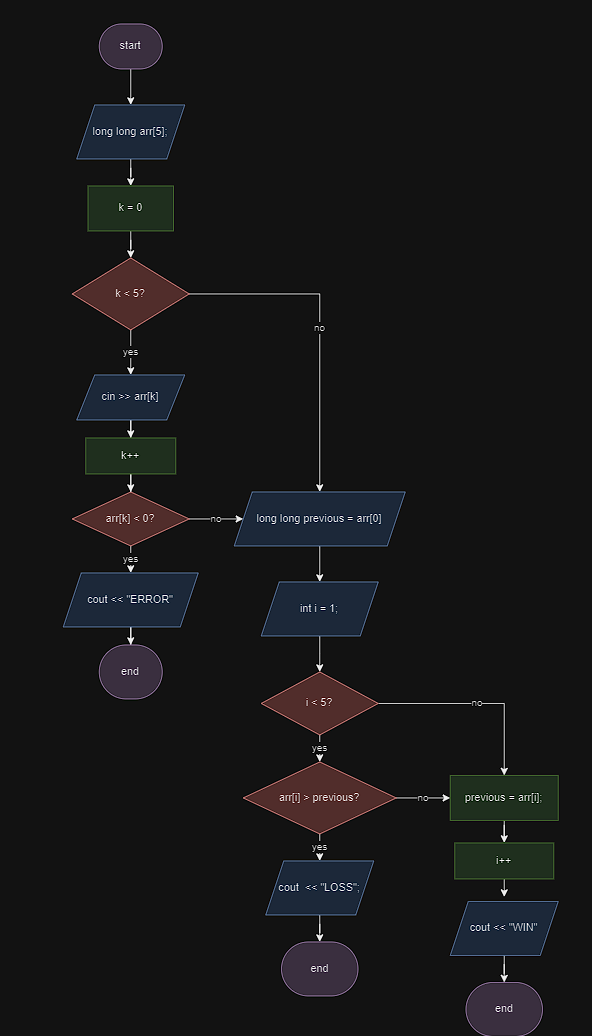 start
long long arr[5];
k = 0
k < 5?
no
yes
cin >> arr[k]
k++
arr[k] < 0?
no
long long previous = arr[0]
yes
cout << "ERROR"
int i = 1;
end
i < 5?
no
yes
arr[i] > previous?
no
previous = arr[i];
yes
i++
cout  << "LOSS";
cout << "WIN"
end
end